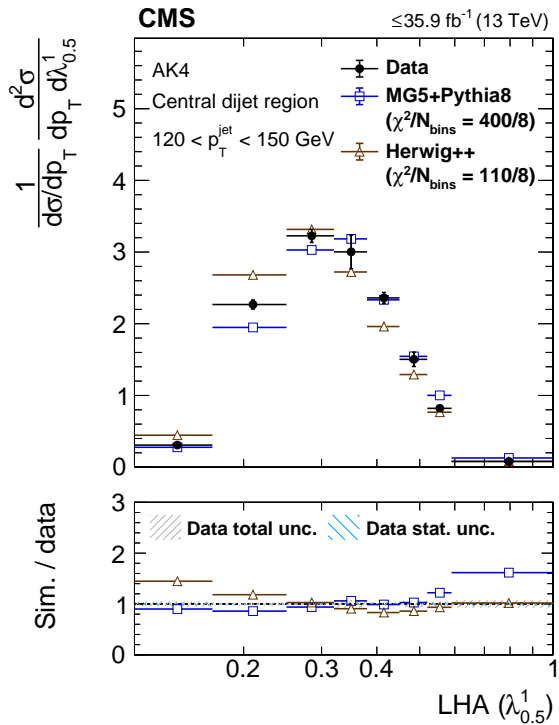 CMS
≤35.9 fb⁻¹ (13 TeV)
1/(dσ/dp_T) d²σ/(dp_T dλ¹_0.5)
AK4
Central dijet region
120 < p_T^jet < 150 GeV
Data
MG5+Pythia8
(χ²/N_bins = 400/8)
Herwig++
(χ²/N_bins = 110/8)
5
4
3
2
1
0
Sim. / data
3
2
1
0
Data total unc.
Data stat. unc.
0.2
0.3
0.4
1
LHA (λ¹_0.5)